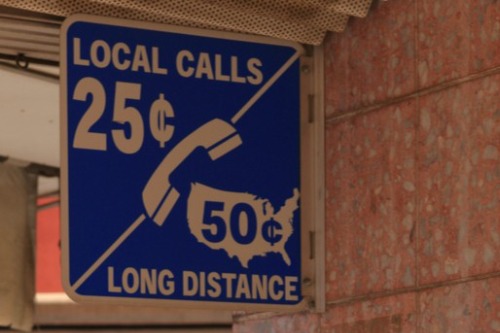 LOCAL CALLS
25¢
50¢
LONG DISTANCE